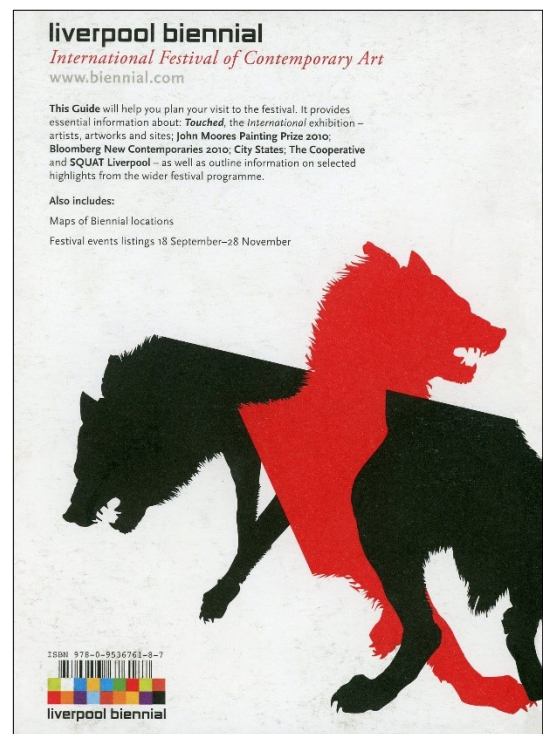 liverpool biennial
International Festival of Contemporary Art
www.biennial.com
This Guide will help you plan your visit to the festival. It provides
essential information about: Touched, the International exhibition –
artists, artworks and sites; John Moores Painting Prize 2010;
Bloomberg New Contemporaries 2010; City States; The Cooperative
and SQUAT Liverpool – as well as outline information on selected
highlights from the wider festival programme.
Also includes:
Maps of Biennial locations
Festival events listings 18 September–28 November
ISBN 978-0-9536761-8-7
liverpool biennial